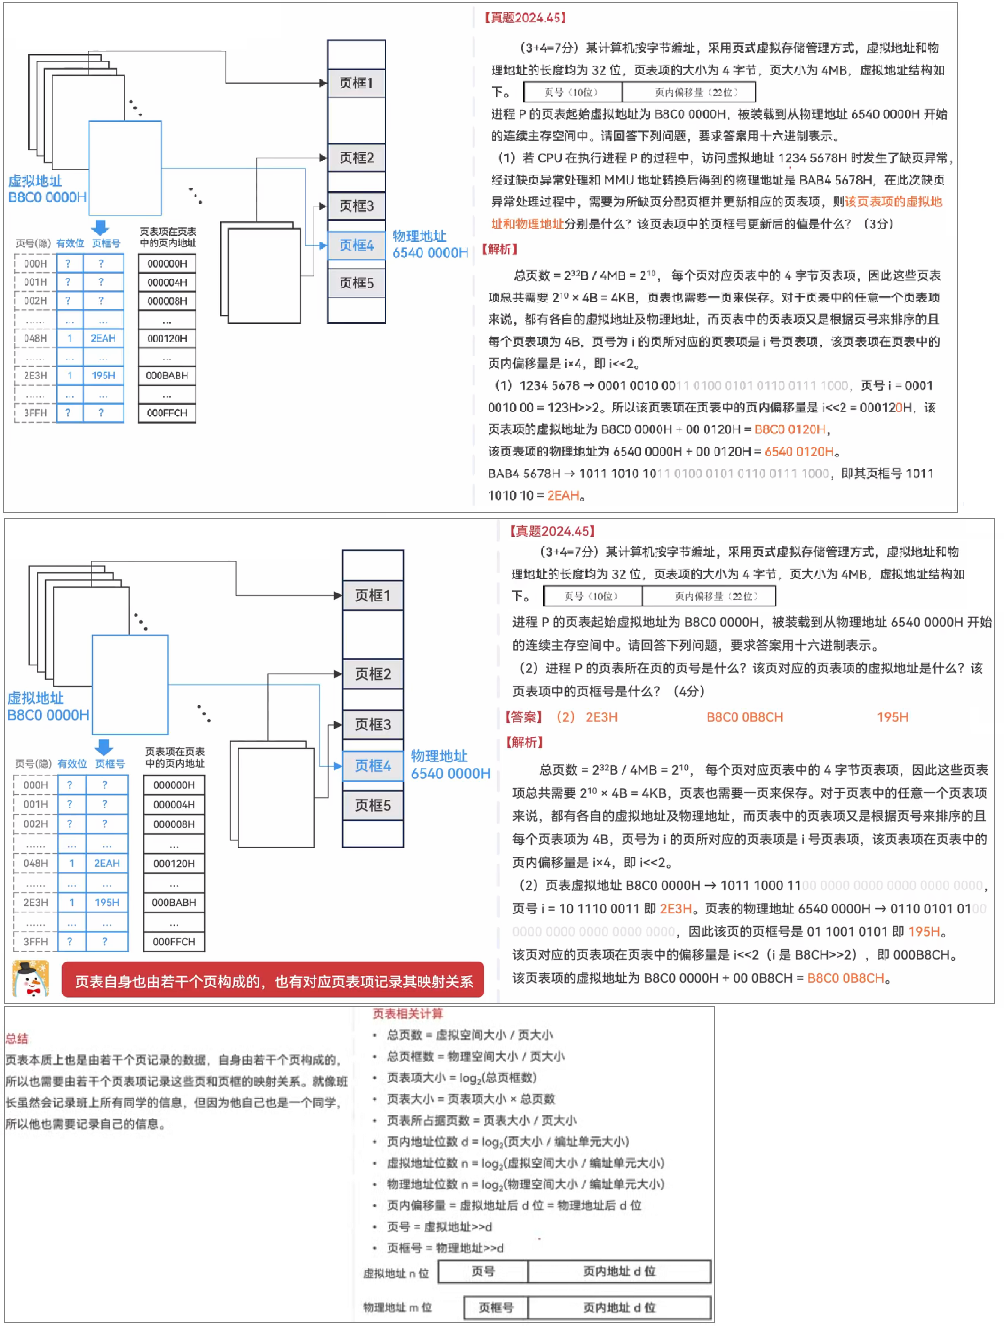 页框1
页框2
页框3
页框4
页框5
虚拟地址
B8C0 0000H
物理地址
6540 0000H
页号(隐) 有效位 页框号
页表项在页表
中的页内地址
000H ? ? 000000H
001H ? ? 000004H
002H ? ? 000008H
...... ... ... ...
048H 1 2EAH 000120H
...... ... ... ...
2E3H 1 195H 000BABH
...... ... ... ...
3FFH ? ? 000FFCH
【真题2024.45】
(3+4=7分) 某计算机按字节编址，采用页式虚拟存储管理方式，虚拟地址和物
理地址的长度均为 32 位，页表项的大小为 4 字节，页大小为 4MB，虚拟地址结构如
下。 页号（10位） 页内偏移量（22位）
进程 P 的页表起始虚拟地址为 B8C0 0000H，被装载到从物理地址 6540 0000H 开始
的连续主存空间中。请回答下列问题，要求答案用十六进制表示。
（1）若 CPU 在执行进程 P 的过程中，访问虚拟地址 1234 5678H 时发生了缺页异常，
经过缺页异常处理和 MMU 地址转换后得到的物理地址是 BAB4 5678H，在此次缺页
异常处理过程中，需要为所缺页分配页框并更新相应的页表项，则该页表项的虚拟地
址和物理地址分别是什么？该页表项中的页框号更新后的值是什么？（3分）
【解析】
总页数 = 2³²B / 4MB = 2¹⁰， 每个页对应页表中的 4 字节页表项，因此这些页表
项总共需要 2¹⁰ × 4B = 4KB，页表也需要一页来保存。对于页表中的任意一个页表项
来说，都有各自的虚拟地址及物理地址，而页表中的页表项又是根据页号来排序的且
每个页表项为 4B，页号为 i 的页所对应的页表项是 i 号页表项，该页表项在页表中的
页内偏移量是 i×4，即 i<<2。
（1）1234 5678 → 0001 0010 0011 0100 0101 0110 0111 1000，页号 i = 0001
0010 00 = 123H>>2。所以该页表项在页表中的页内偏移量是 i<<2 = 000120H，该
页表项的虚拟地址为 B8C0 0000H + 00 0120H = B8C0 0120H，
该页表项的物理地址为 6540 0000H + 00 0120H = 6540 0120H。
BAB4 5678H → 1011 1010 1011 0100 0101 0110 0111 1000，即其页框号 1011
1010 10 = 2EAH。
页框1
页框2
页框3
页框4
页框5
虚拟地址
B8C0 0000H
物理地址
6540 0000H
页号(隐) 有效位 页框号
页表项在页表
中的页内地址
000H ? ? 000000H
001H ? ? 000004H
002H ? ? 000008H
...... ... ... ...
048H 1 2EAH 000120H
...... ... ... ...
2E3H 1 195H 000BABH
...... ... ... ...
3FFH ? ? 000FFCH
页表自身也由若干个页构成的，也有对应页表项记录其映射关系
【真题2024.45】
（3+4=7分）某计算机按字节编址，采用页式虚拟存储管理方式，虚拟地址和物
理地址的长度均为 32 位，页表项的大小为 4 字节，页大小为 4MB，虚拟地址结构如
下。 页号（10位） 页内偏移量（22位）
进程 P 的页表起始虚拟地址为 B8C0 0000H，被装载到从物理地址 6540 0000H 开始
的连续主存空间中。请回答下列问题，要求答案用十六进制表示。
（2）进程 P 的页表所在页的页号是什么？该页对应的页表项的虚拟地址是什么？该
页表项中的页框号是什么？（4分）
【答案】（2） 2E3H B8C0 0B8CH 195H
【解析】
总页数 = 2³²B / 4MB = 2¹⁰， 每个页对应页表中的 4 字节页表项，因此这些页表
项总共需要 2¹⁰ × 4B = 4KB，页表也需要一页来保存。对于页表中的任意一个页表项
来说，都有各自的虚拟地址及物理地址，而页表中的页表项又是根据页号来排序的且
每个页表项为 4B，页号为 i 的页所对应的页表项是 i 号页表项，该页表项在页表中的
页内偏移量是 i×4，即 i<<2。
（2）页表虚拟地址 B8C0 0000H → 1011 1000 1100 0000 0000 0000 0000 0000，
页号 i = 10 1110 0011 即 2E3H。页表的物理地址 6540 0000H → 0110 0101 0100
0000 0000 0000 0000 0000，因此该页的页框号是 01 1001 0101 即 195H。
该页对应的页表项在页表中的偏移量是 i<<2（i 是 B8CH>>2），即 000B8CH。
该页表项的虚拟地址为 B8C0 0000H + 00 0B8CH = B8C0 0B8CH。
总结
页表本质上也是由若干个页记录的数据，自身由若干个页构成的，
所以也需要由若干个页表项记录这些页和页框的映射关系。就像班
长虽然会记录班上所有同学的信息，但因为他自己也是一个同学，
所以他也需要记录自己的信息。
页表相关计算
• 总页数 = 虚拟空间大小 / 页大小
• 总页框数 = 物理空间大小 / 页大小
• 页表项大小 = log₂(总页框数)
• 页表大小 = 页表项大小 × 总页数
• 页表所占据页数 = 页表大小 / 页大小
• 页内地址位数 d = log₂(页大小 / 编址单元大小)
• 虚拟地址位数 n = log₂(虚拟空间大小 / 编址单元大小)
• 物理地址位数 n = log₂(物理空间大小 / 编址单元大小)
• 页内偏移量 = 虚拟地址后 d 位 = 物理地址后 d 位
• 页号 = 虚拟地址>>d
• 页框号 = 物理地址>>d
虚拟地址 n 位 页号 页内地址 d 位
物理地址 m 位 页框号 页内地址 d 位